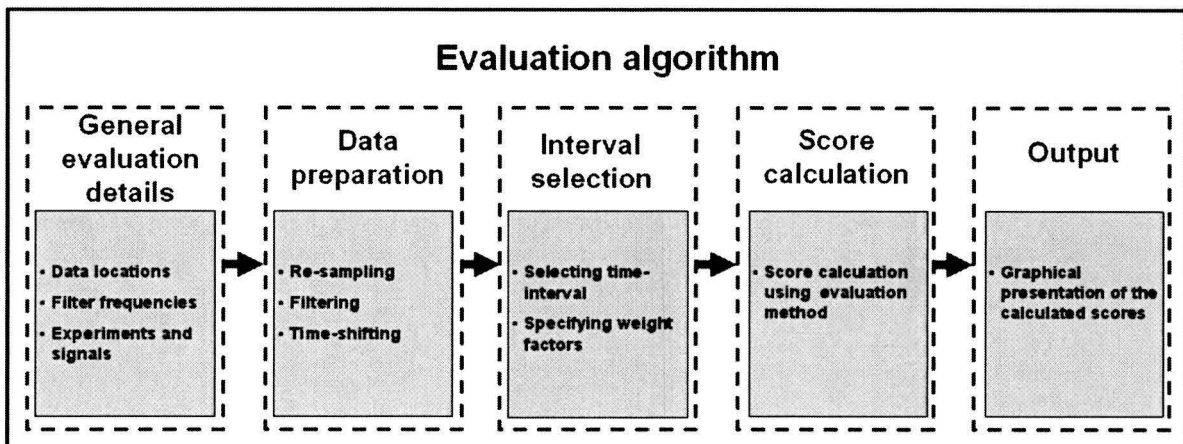 Evaluation algorithm
General
evaluation
details
• Data locations
• Filter frequencies
• Experiments and
signals
Data
preparation
• Re-sampling
• Filtering
• Time-shifting
Interval
selection
• Selecting time-
interval
• Specifying weight
factors
Score
calculation
• Score calculation
using evaluation
method
Output
• Graphical
presentation of the
calculated scores